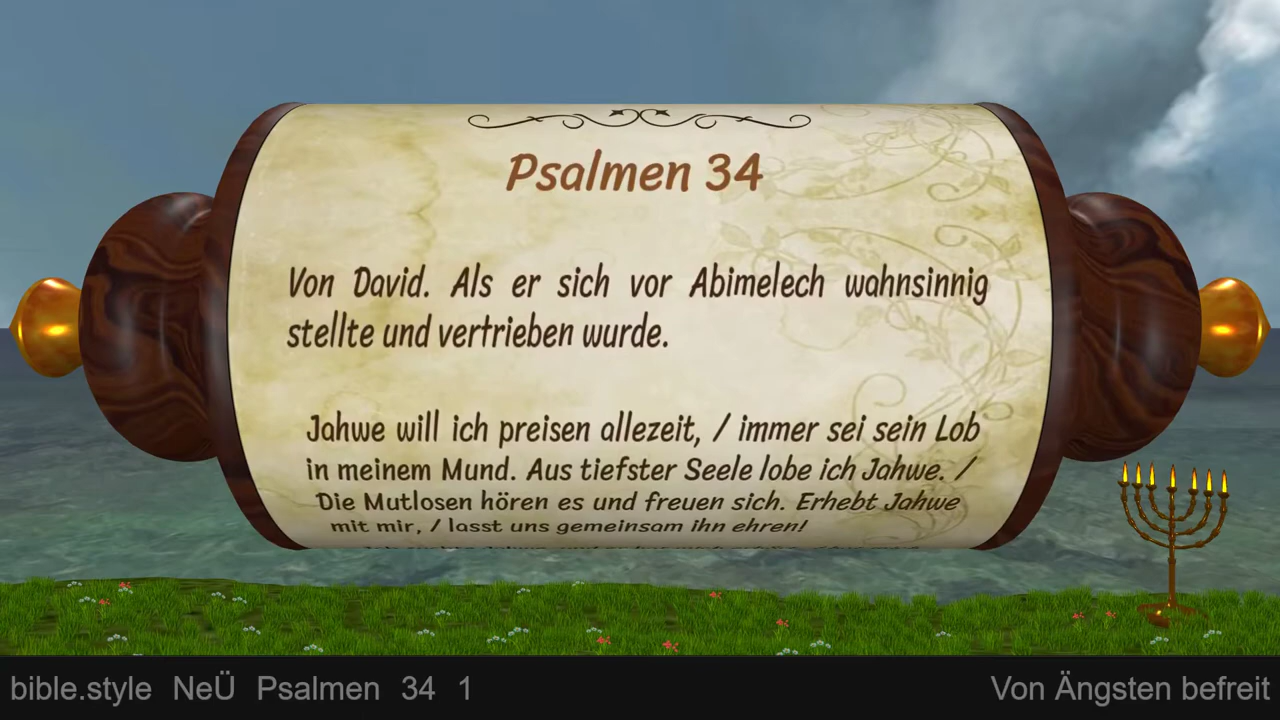 Psalmen 34
Von David. Als er sich vor Abimelech wahnsinnig
stellte und vertrieben wurde.
Jahwe will ich preisen allezeit, / immer sei sein Lob
in meinem Mund. Aus tiefster Seele lobe ich Jahwe. /
Die Mutlosen hören es und freuen sich. Erhebt Jahwe
mit mir, / lasst uns gemeinsam ihn ehren!
bible.style NeÜ Psalmen 34 1
Von Ängsten befreit